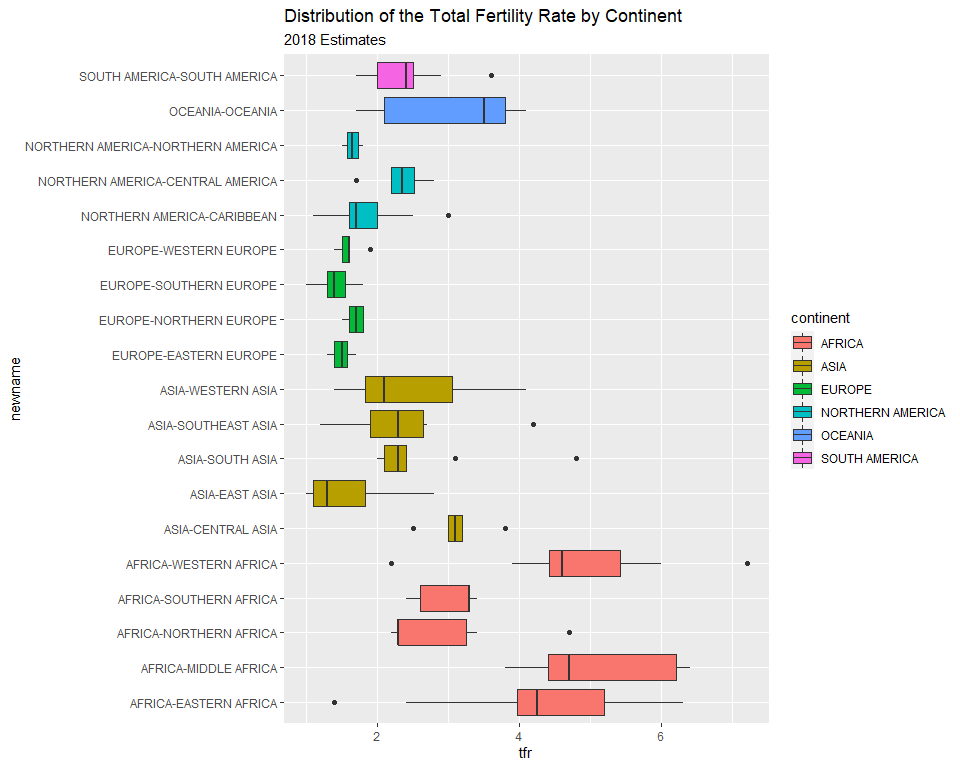 Distribution of the Total Fertility Rate by Continent
2018 Estimates
SOUTH AMERICA-SOUTH AMERICA
OCEANIA-OCEANIA
NORTHERN AMERICA-NORTHERN AMERICA
NORTHERN AMERICA-CENTRAL AMERICA
NORTHERN AMERICA-CARIBBEAN
EUROPE-WESTERN EUROPE
EUROPE-SOUTHERN EUROPE
EUROPE-NORTHERN EUROPE
EUROPE-EASTERN EUROPE
ASIA-WESTERN ASIA
ASIA-SOUTHEAST ASIA
ASIA-SOUTH ASIA
ASIA-EAST ASIA
ASIA-CENTRAL ASIA
AFRICA-WESTERN AFRICA
AFRICA-SOUTHERN AFRICA
AFRICA-NORTHERN AFRICA
AFRICA-MIDDLE AFRICA
AFRICA-EASTERN AFRICA
newname
2 4 6
tfr
continent
AFRICA
ASIA
EUROPE
NORTHERN AMERICA
OCEANIA
SOUTH AMERICA